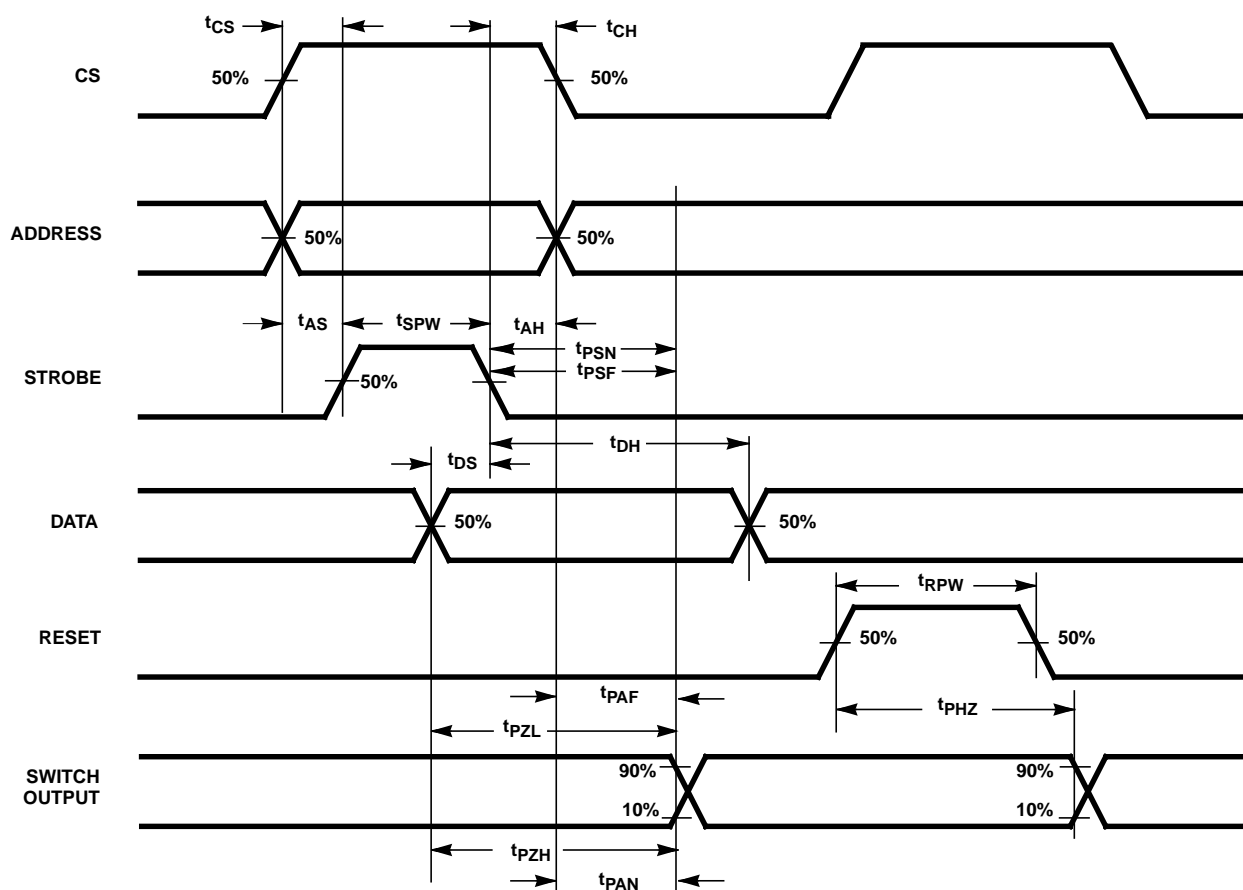 tCS
tCH
CS
50%
50%
ADDRESS
50%
50%
tAS
tSPW
tAH
tPSN
tPSF
STROBE
50%
tDH
tDS
DATA
50%
50%
tRPW
RESET
50%
50%
tPAF
tPHZ
tPZL
SWITCH
OUTPUT
90%
90%
10%
10%
tPZH
tPAN